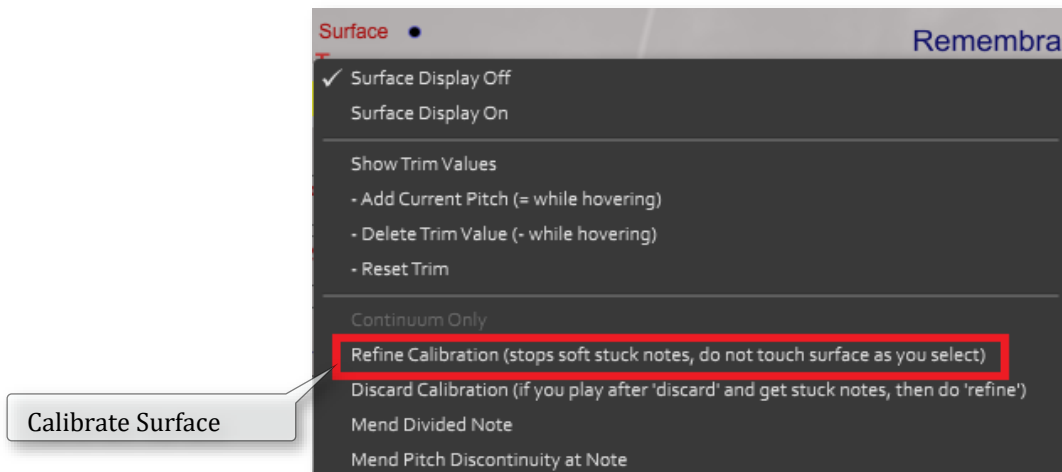 Surface
Remembra
Surface Display Off
Surface Display On
Show Trim Values
- Add Current Pitch (= while hovering)
- Delete Trim Value (- while hovering)
- Reset Trim
Continuum Only
Refine Calibration (stops soft stuck notes, do not touch surface as you select)
Discard Calibration (if you play after 'discard' and get stuck notes, then do 'refine')
Calibrate Surface
Mend Divided Note
Mend Pitch Discontinuity at Note